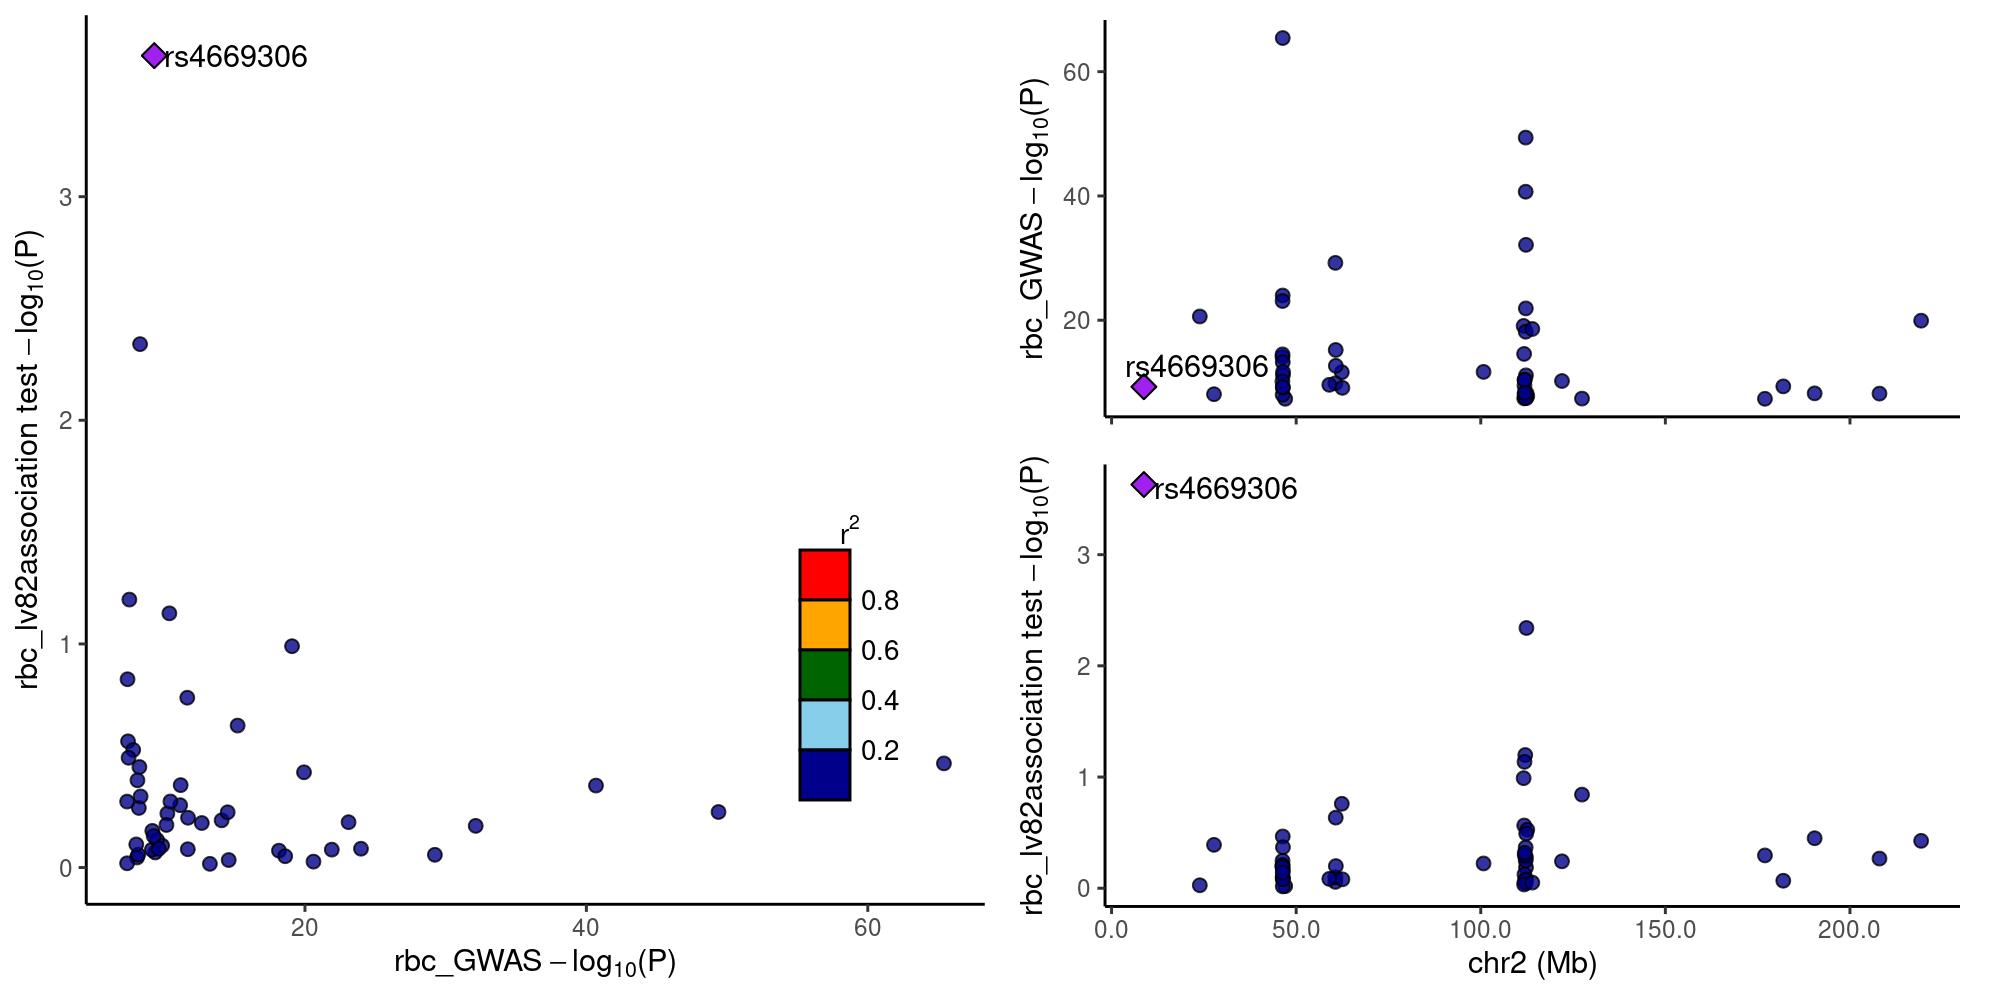 rs4669306
3
2
1
0
rbc_lv82association test −log10(P)
20
40
60
rbc_GWAS −log10(P)
r2
0.8
0.6
0.4
0.2
60
40
20
rbc_GWAS −log10(P)
rs4669306
rs4669306
3
2
1
0
rbc_lv82association test −log10(P)
0.0
50.0
100.0
150.0
200.0
chr2 (Mb)